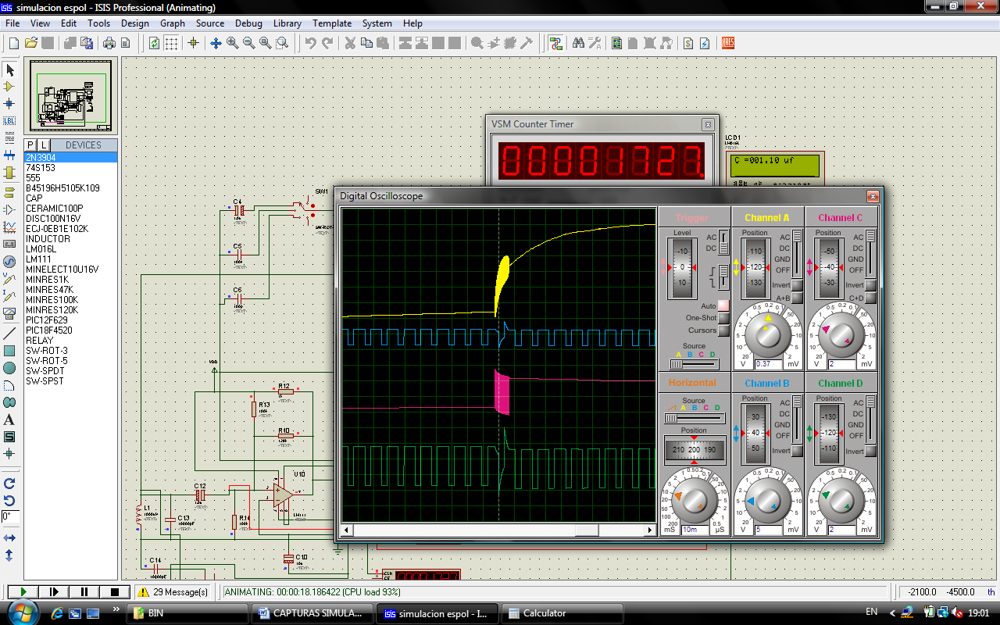 simulacion espol - ISIS Professional (Animating)
File View Edit Tools Design Graph Source Debug Library Template System Help
P L DEVICES
2N3904
74S153
555
B45196H5105K109
CAP
CERAMIC100P
DISC100N16V
ECJ-0EB1E102K
INDUCTOR
LM016L
LM111
MINELECT10U16V
MINRES1K
MINRES47K
MINRES100K
MINRES120K
PIC12F629
PIC18F4520
RELAY
SW-ROT-3
SW-ROT-5
SW-SPDT
SW-SPST
VSM Counter Timer
00001727.
LCD1
LM016L
C =001.10 uf
SW1
C4
C5
C6
R12
R13
R10
U10
C12
R14
L1
C13
C10
C14
Digital Oscilloscope
Trigger
Level
AC
DC
-10
0
10
Auto
One-Shot
Cursors
Source
A B C D
Channel A
Position
AC
DC
GND
OFF
110
-120
130
Invert
A+B
V 0.37 mV
Channel C
Position
AC
DC
GND
OFF
-50
-40
-30
Invert
C+D
V 2 mV
Horizontal
Source
A B C D
Position
210 200 190
mS 10m µS
Channel B
Position
AC
DC
GND
OFF
30
40
50
Invert
V 5 mV
Channel D
Position
AC
DC
GND
OFF
-130
-120
-110
Invert
V 2 mV
29 Message(s)
ANIMATING: 00:00:18.186422 (CPU load 93%)
-2100.0 -4500.0 th
BIN
CAPTURAS SIMULA...
simulacion espol - I...
Calculator
EN
19:01